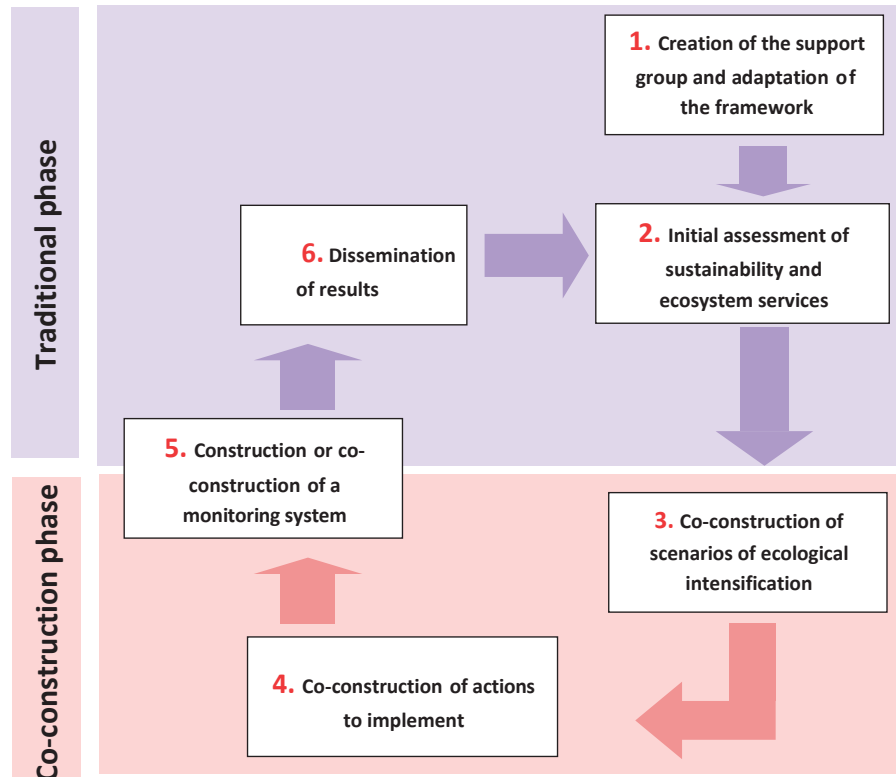 Traditional phase
1. Creation of the support
group and adaptation of
the framework
2. Initial assessment of
sustainability and
ecosystem services
6. Dissemination
of results
5. Construction or co-
construction of a
monitoring system
Co-construction phase
3. Co-construction of
scenarios of ecological
intensification
4. Co-construction of actions
to implement